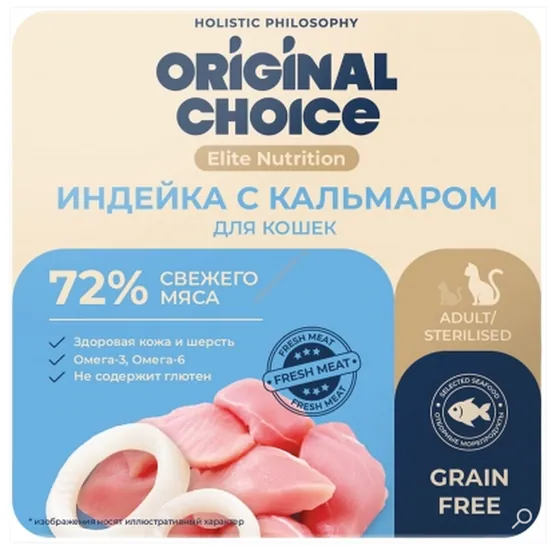 HOLISTIC PHILOSOPHY
ORIGINAL
CHOICE
Elite Nutrition
ИНДЕЙКА С КАЛЬМАРОМ
ДЛЯ КОШЕК
72% СВЕЖЕГО
МЯСА
Здоровая кожа и шерсть
Омега-3, Омега-6
Не содержит глютен
FRESH MEAT
FRESH MEAT
FRESH MEAT
ADULT/
STERILISED
SELECTED SEAFOOD
ОТБОРНЫЕ МОРЕПРОДУКТЫ
GRAIN
FREE
* изображения носят иллюстративный характер